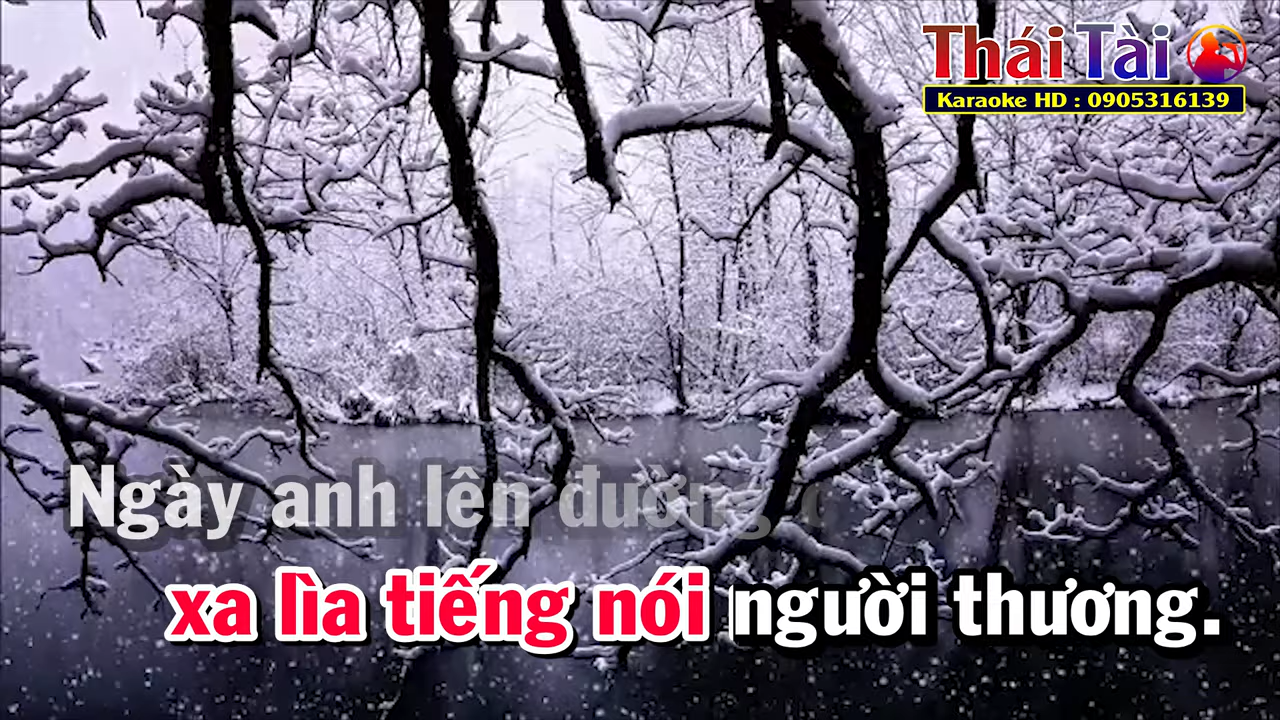 Thái Tài
Karaoke HD : 0905316139
Ngày anh lên đường
xa lìa tiếng nói người thương.